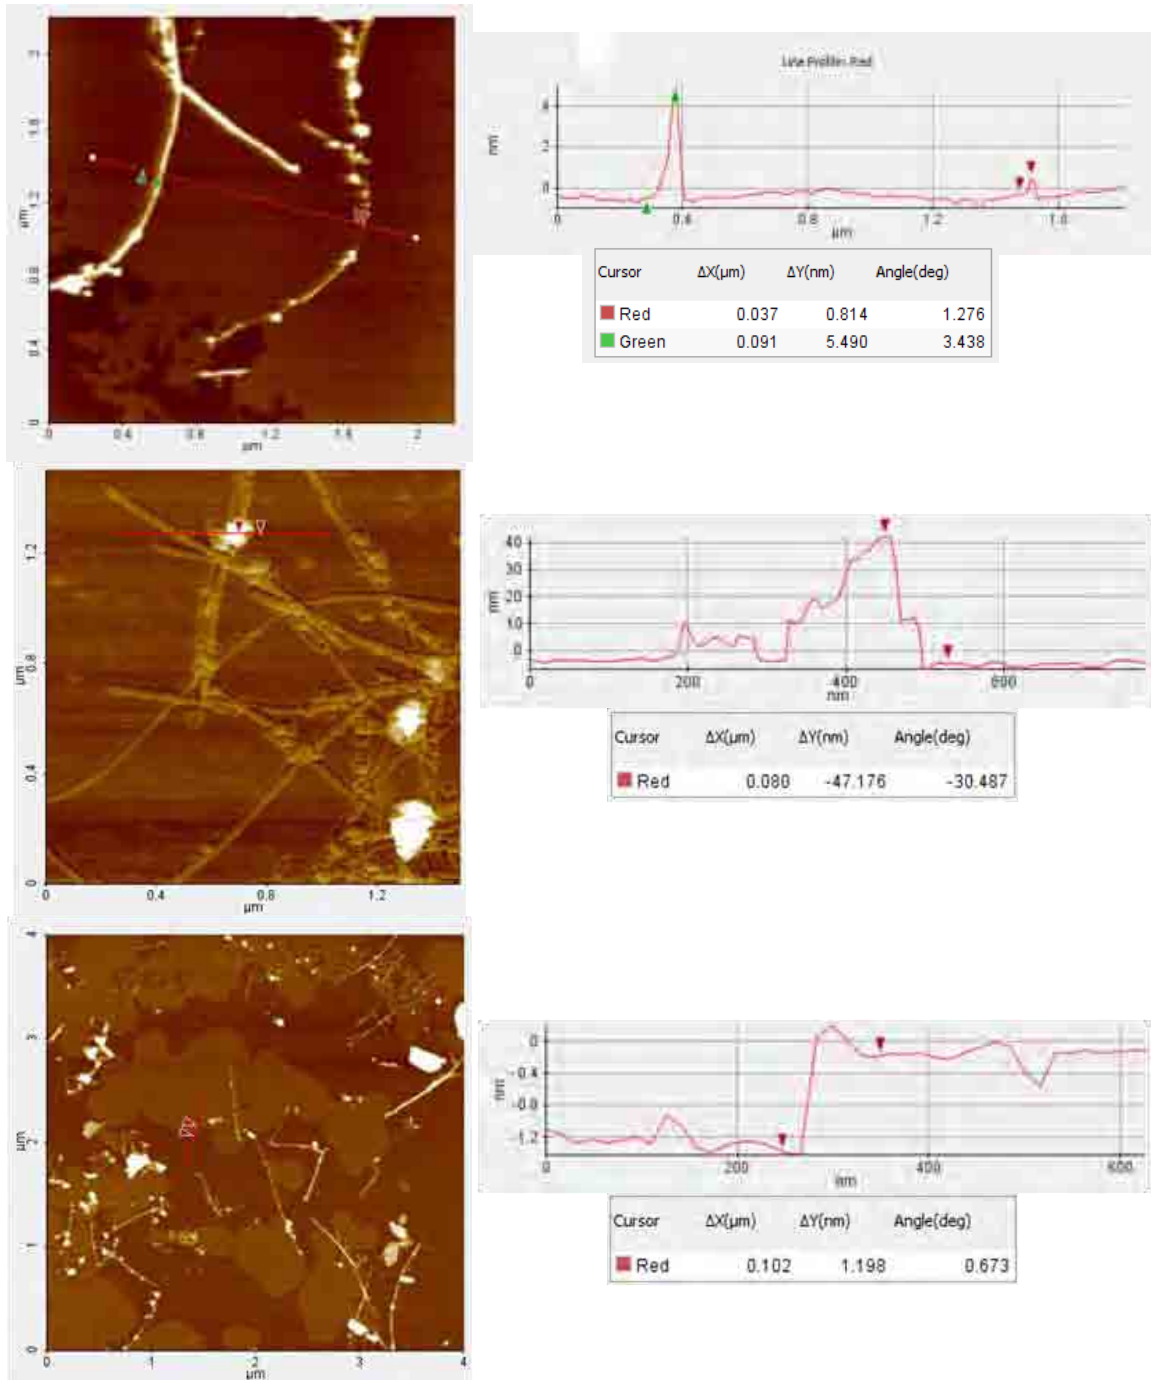 Line Profile: Red
nm
4
2
0
0 0.4 0.8 1.2 1.6
µm
Cursor ΔX(µm) ΔY(nm) Angle(deg)
Red 0.037 0.814 1.276
Green 0.091 5.490 3.438
µm
1.2
0.8
0.4
0
0 0.4 0.8 1.2 1.6 2
µm
nm
40
30
20
10
0
0 200 400 600
nm
Cursor ΔX(µm) ΔY(nm) Angle(deg)
Red 0.080 -47.176 -30.487
µm
1.2
0.8
0.4
0
0 0.4 0.8 1.2
µm
nm
0
-0.4
-0.8
-1.2
0 200 400 600
nm
Cursor ΔX(µm) ΔY(nm) Angle(deg)
Red 0.102 1.198 0.673
µm
4
3
2
1
0
0 1 2 3 4
µm